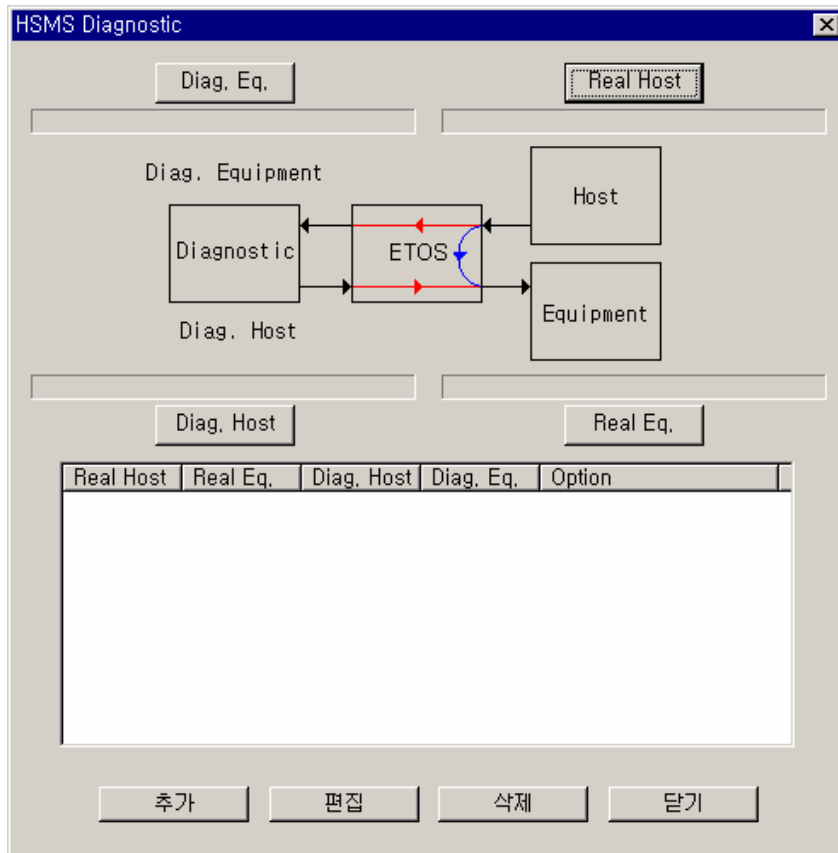 HSMS Diagnostic
Diag. Eq. Real Host
Diag. Equipment
Host
Diagnostic ETOS
Equipment
Diag. Host
Diag. Host Real Eq.
Real Host Real Eq. Diag. Host Diag. Eq. Option
추가 편집 삭제 닫기